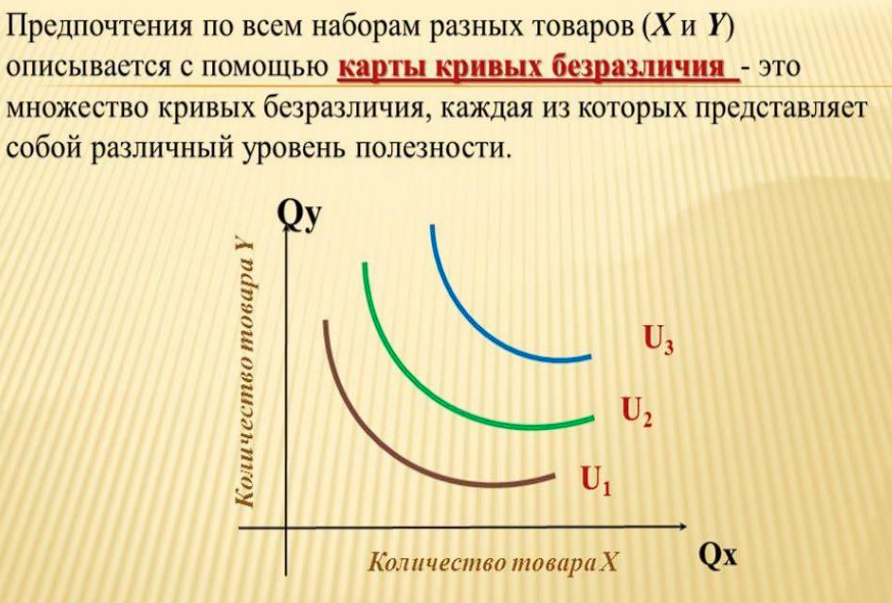 Предпочтения по всем наборам разных товаров (X и Y)
описывается с помощью карты кривых безразличия - это
множество кривых безразличия, каждая из которых представляет
собой различный уровень полезности.
Qy
Количество товара Y
U3
U2
U1
Количество товара X
Qx